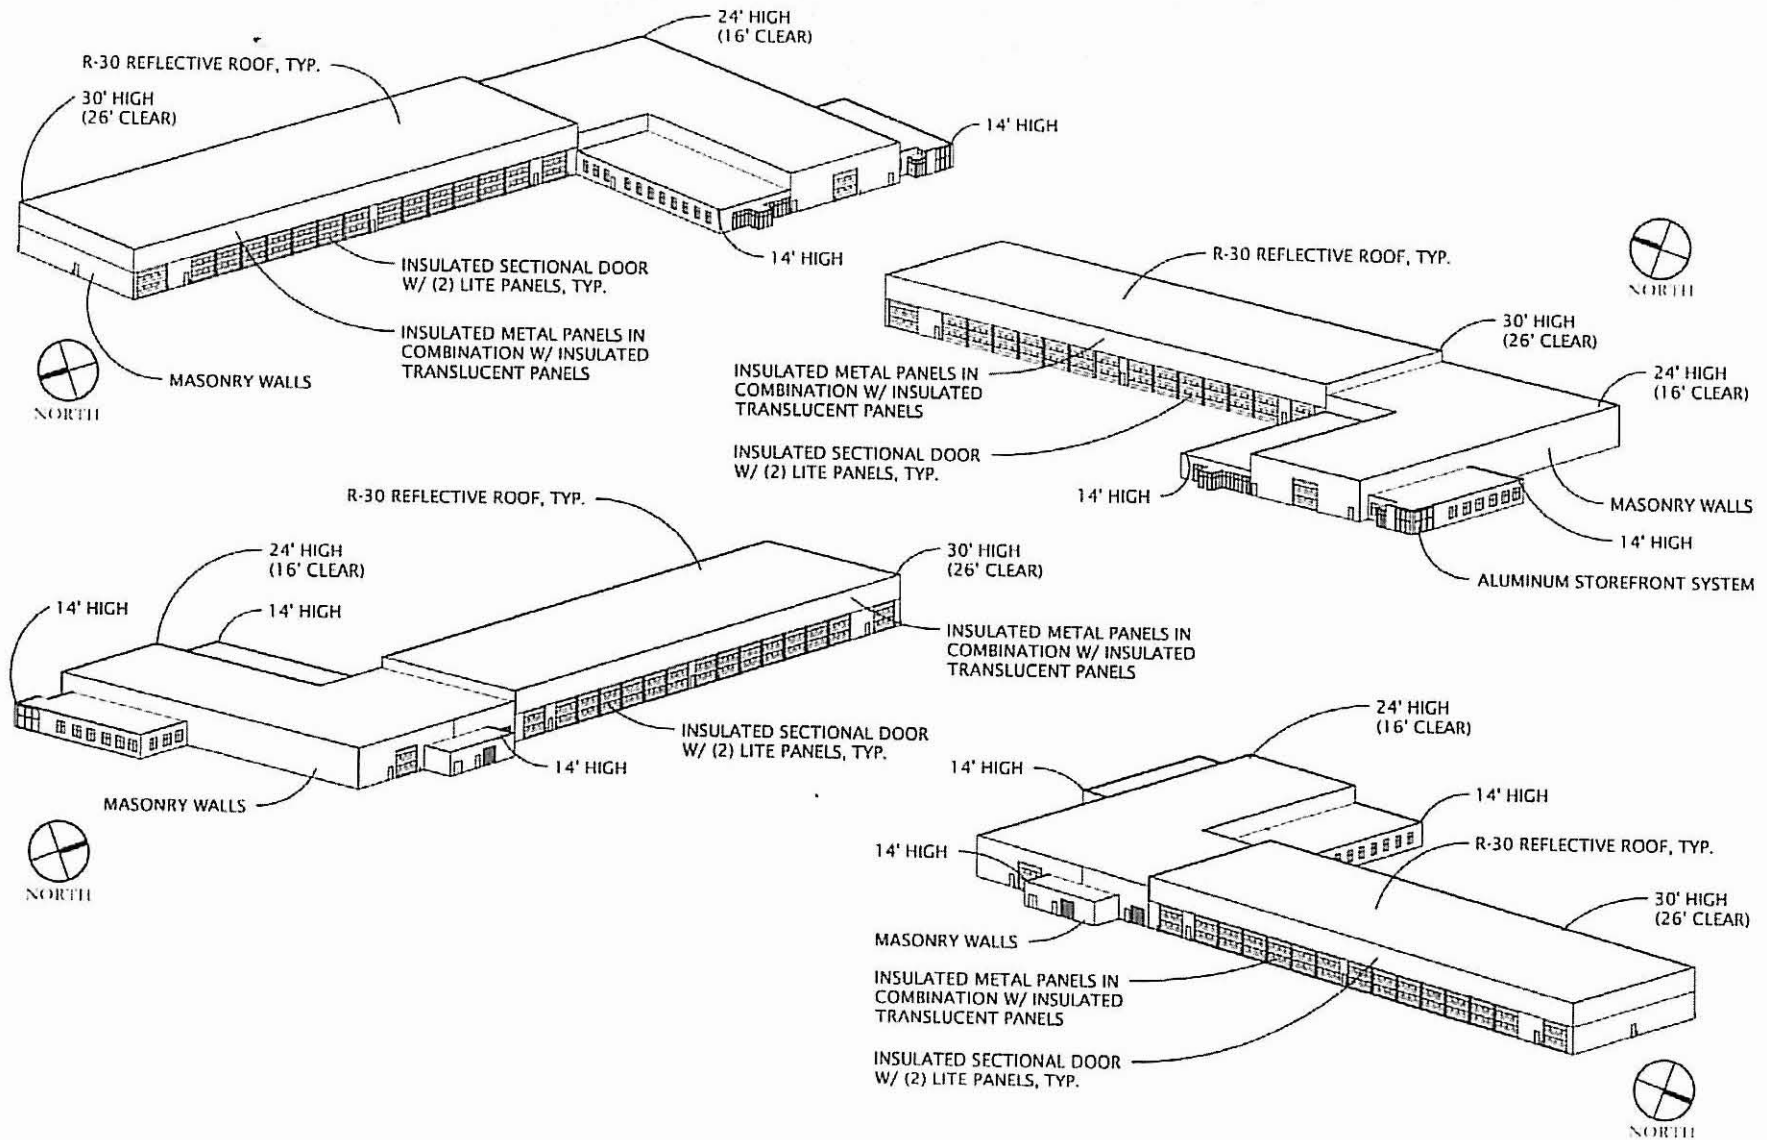 24' HIGH
(16' CLEAR)
R-30 REFLECTIVE ROOF, TYP.
30' HIGH
(26' CLEAR)
14' HIGH
14' HIGH
INSULATED SECTIONAL DOOR
W/ (2) LITE PANELS, TYP.
INSULATED METAL PANELS IN
COMBINATION W/ INSULATED
TRANSLUCENT PANELS
MASONRY WALLS
NORTH
R-30 REFLECTIVE ROOF, TYP.
NORTH
30' HIGH
(26' CLEAR)
24' HIGH
(16' CLEAR)
INSULATED METAL PANELS IN
COMBINATION W/ INSULATED
TRANSLUCENT PANELS
INSULATED SECTIONAL DOOR
W/ (2) LITE PANELS, TYP.
14' HIGH
MASONRY WALLS
14' HIGH
ALUMINUM STOREFRONT SYSTEM
R-30 REFLECTIVE ROOF, TYP.
24' HIGH
(16' CLEAR)
30' HIGH
(26' CLEAR)
14' HIGH
14' HIGH
INSULATED METAL PANELS IN
COMBINATION W/ INSULATED
TRANSLUCENT PANELS
INSULATED SECTIONAL DOOR
W/ (2) LITE PANELS, TYP.
14' HIGH
MASONRY WALLS
NORTH
24' HIGH
(16' CLEAR)
14' HIGH
14' HIGH
R-30 REFLECTIVE ROOF, TYP.
14' HIGH
30' HIGH
(26' CLEAR)
MASONRY WALLS
INSULATED METAL PANELS IN
COMBINATION W/ INSULATED
TRANSLUCENT PANELS
INSULATED SECTIONAL DOOR
W/ (2) LITE PANELS, TYP.
NORTH